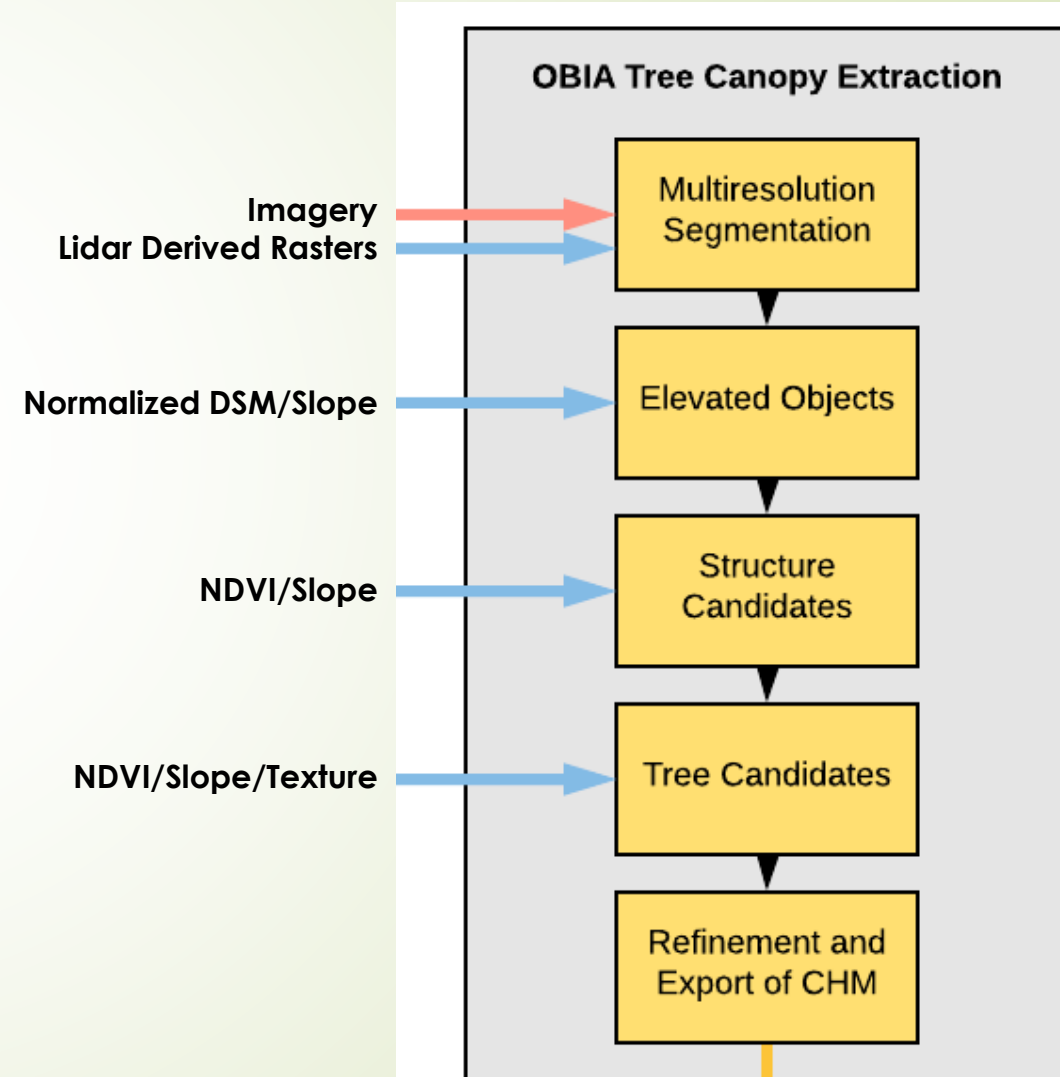 OBIA Tree Canopy Extraction
Imagery
Lidar Derived Rasters
Multiresolution
Segmentation
Normalized DSM/Slope
Elevated Objects
NDVI/Slope
Structure
Candidates
NDVI/Slope/Texture
Tree Candidates
Refinement and
Export of CHM